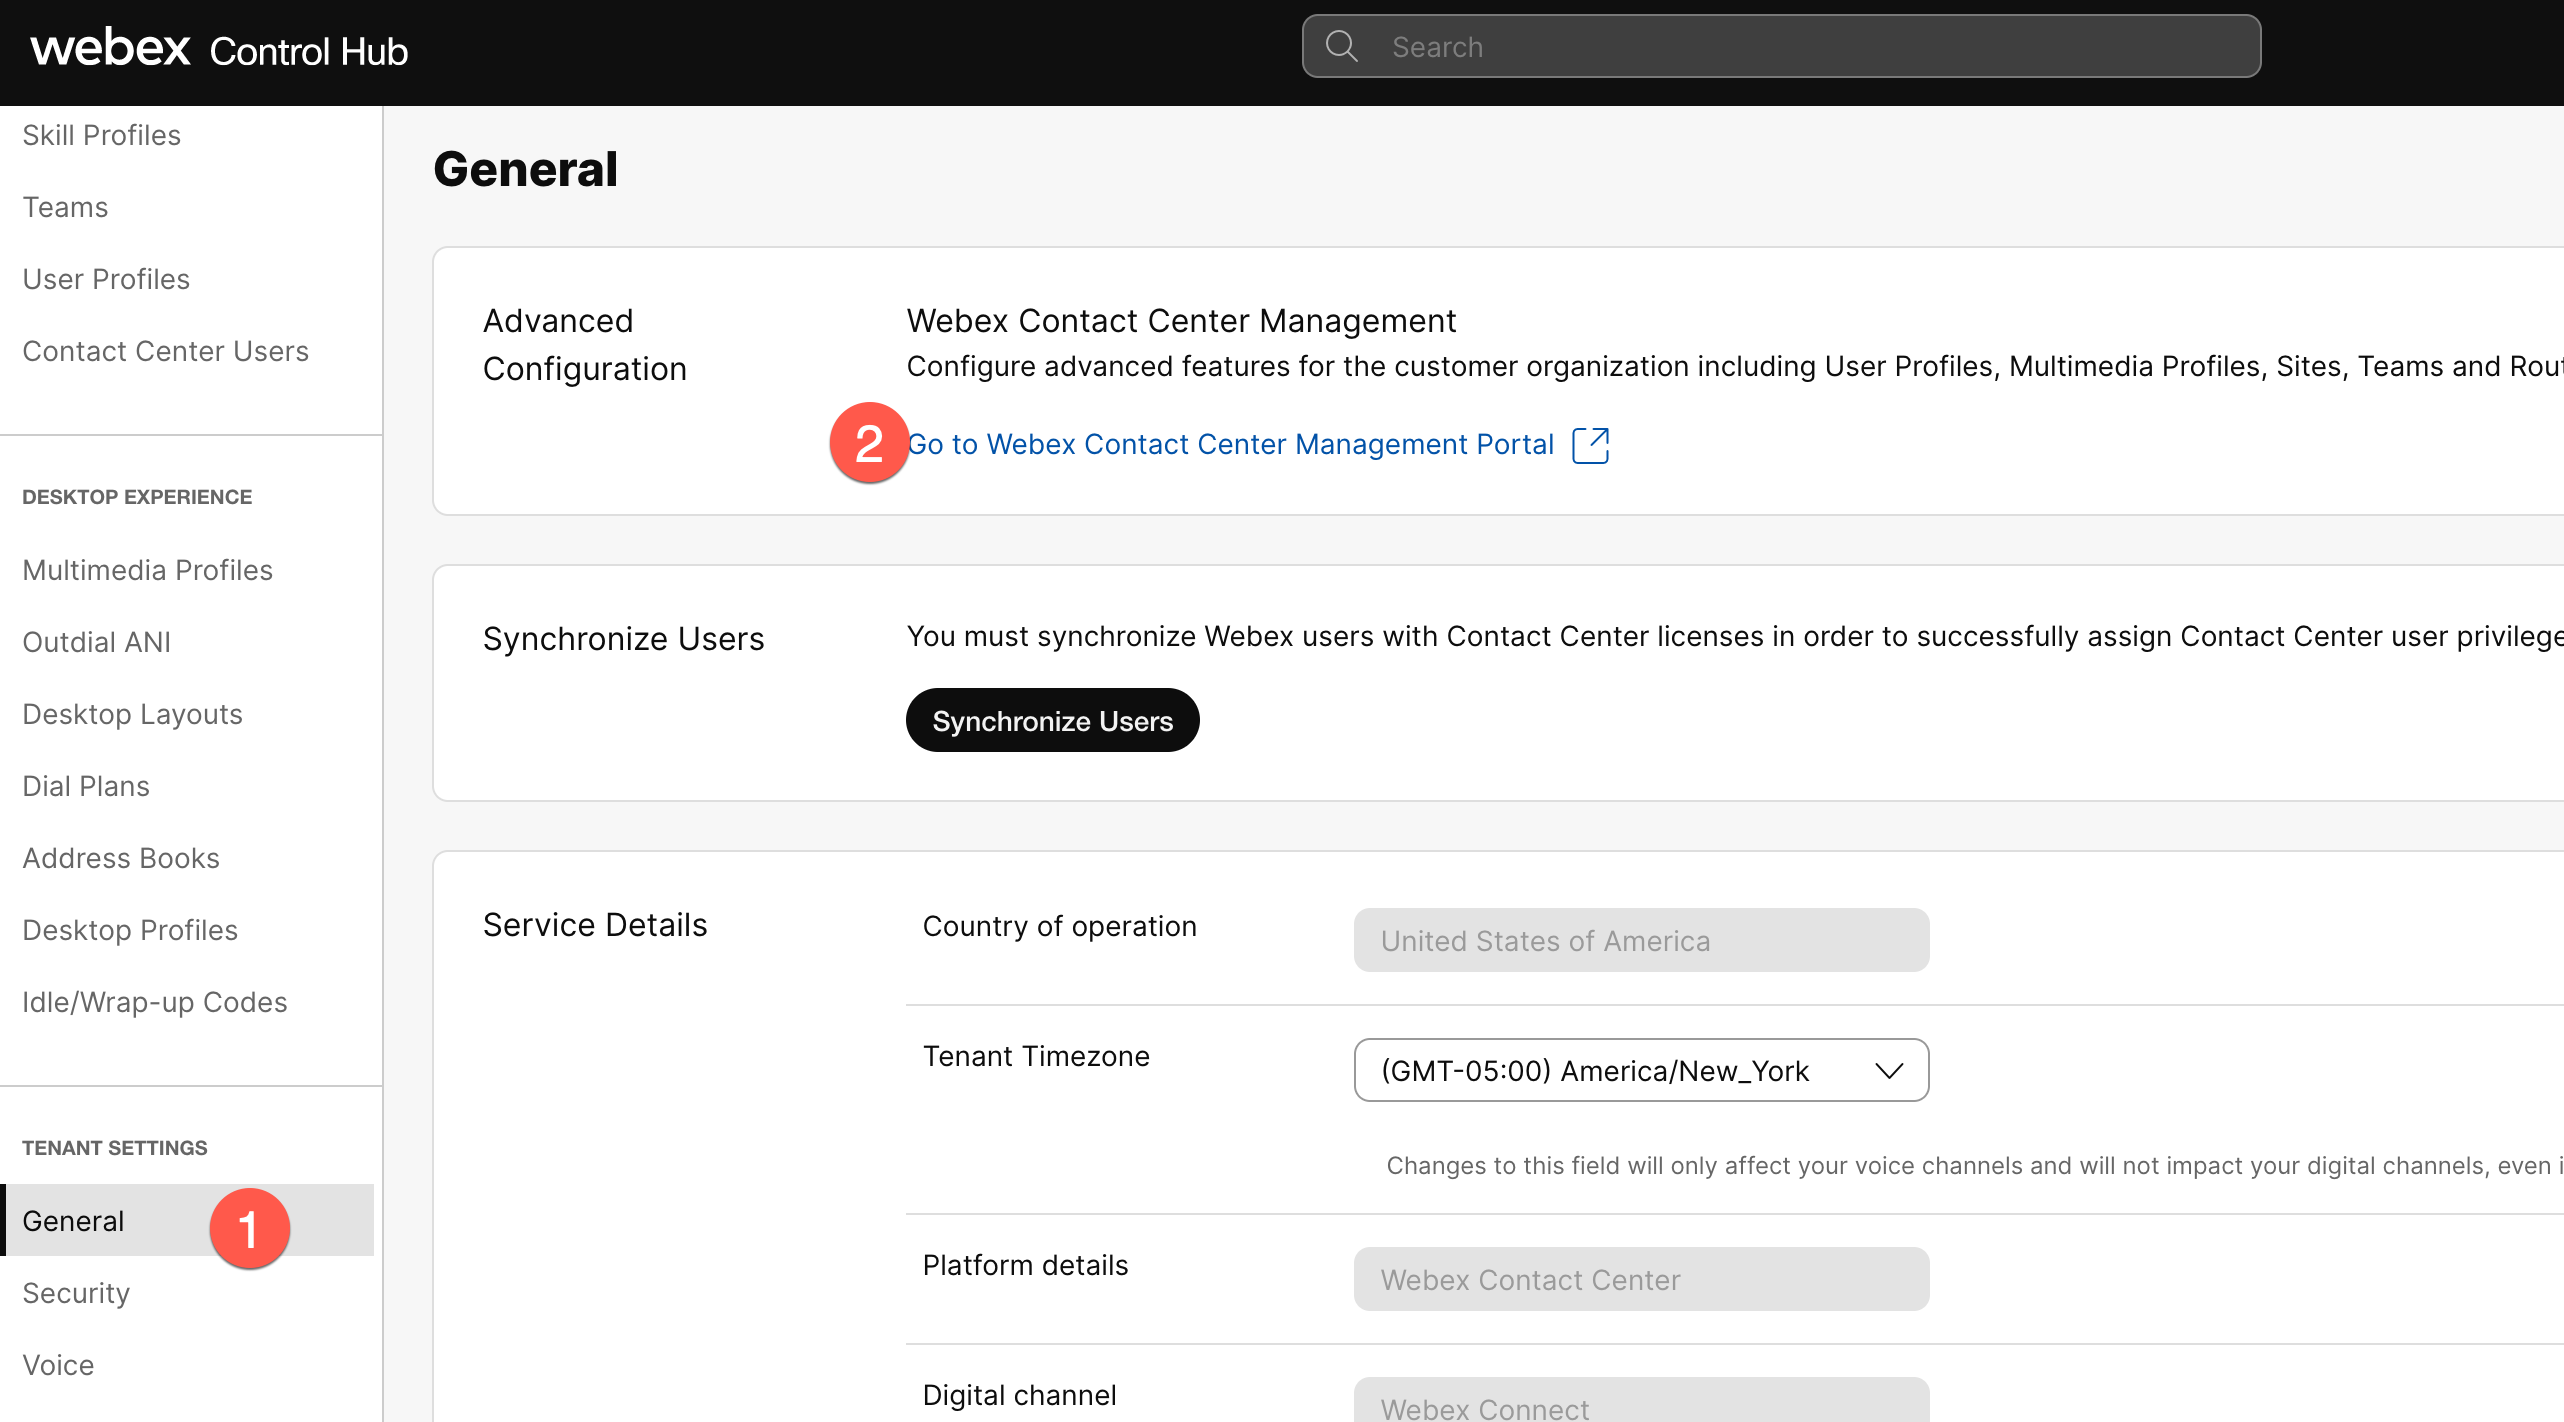 webex Control Hub
Search
Skill Profiles
Teams
User Profiles
Contact Center Users
DESKTOP EXPERIENCE
Multimedia Profiles
Outdial ANI
Desktop Layouts
Dial Plans
Address Books
Desktop Profiles
Idle/Wrap-up Codes
TENANT SETTINGS
General
1
Security
Voice
General
Advanced
Configuration
Webex Contact Center Management
Configure advanced features for the customer organization including User Profiles, Multimedia Profiles, Sites, Teams and
2
Go to Webex Contact Center Management Portal
Synchronize Users
You must synchronize Webex users with Contact Center licenses in order to successfully assign Contact Center user
Synchronize Users
Service Details
Country of operation
United States of America
Tenant Timezone
(GMT-05:00) America/New_York
Changes to this field will only affect your voice channels and will not impact your digital channels, even
Platform details
Webex Contact Center
Digital channel
Webex Connect